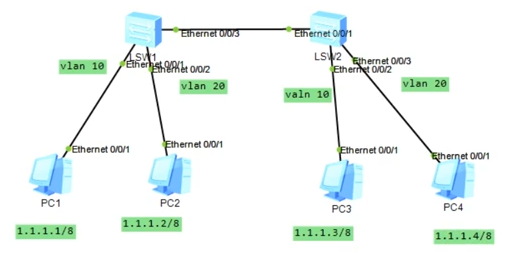 Ethernet 0/0/3
Ethernet 0/0/1
LSW1
LSW2
Ethernet 0/0/1
Ethernet 0/0/2
Ethernet 0/0/3
Ethernet 0/0/2
vlan 10
vlan 20
valn 10
vlan 20
Ethernet 0/0/1
Ethernet 0/0/1
Ethernet 0/0/1
Ethernet 0/0/1
PC1
PC2
PC3
PC4
1.1.1.1/8
1.1.1.2/8
1.1.1.3/8
1.1.1.4/8